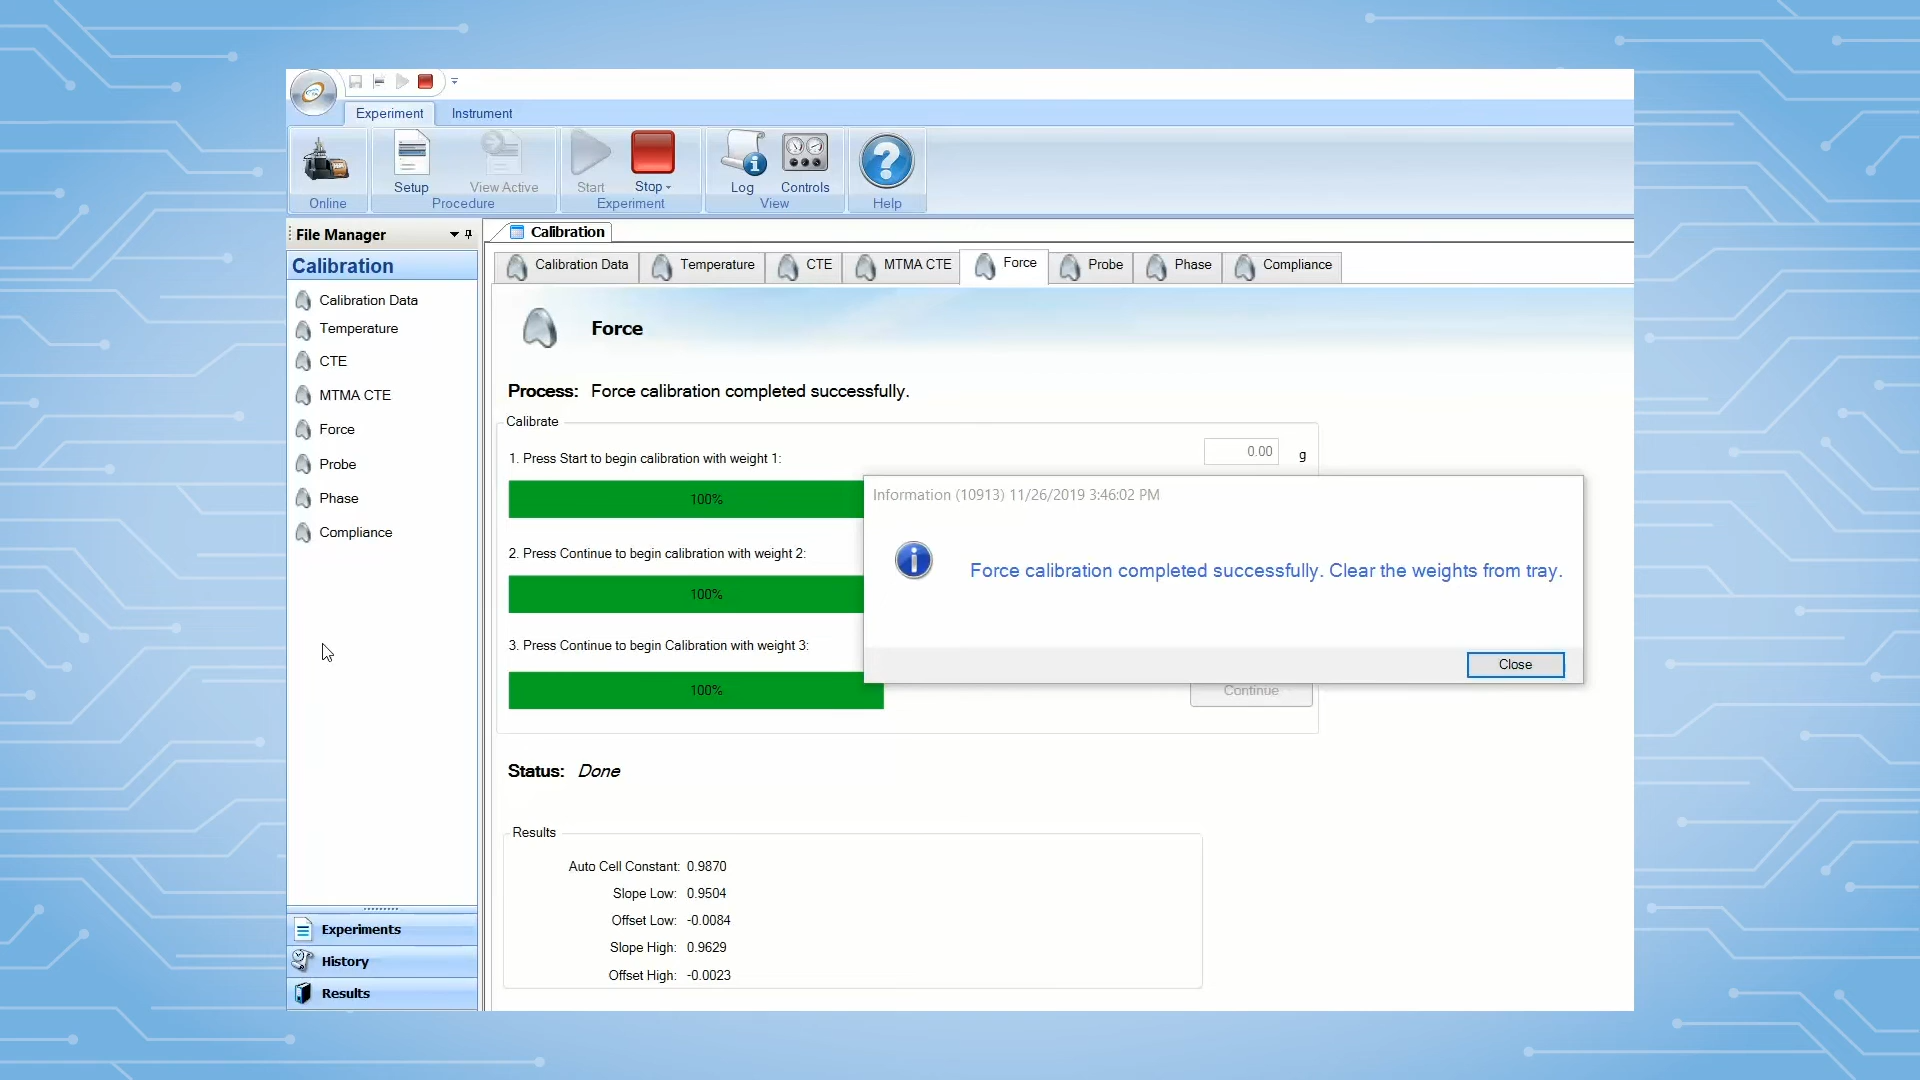 Experiment Instrument
Setup View Active Start Stop Log Controls
Online Procedure Experiment View Help
File Manager
Calibration
Calibration
Calibration Data Temperature CTE MTMA CTE Force Probe Phase Compliance
Calibration Data
Temperature
CTE
MTMA CTE
Force
Probe
Phase
Compliance
Force
Process: Force calibration completed successfully.
Calibrate
1. Press Start to begin calibration with weight 1:
0.00 g
100%
2. Press Continue to begin calibration with weight 2:
100%
3. Press Continue to begin Calibration with weight 3:
100%
Continue
Information (10913) 11/26/2019 3:46:02 PM
Force calibration completed successfully. Clear the weights from tray.
Close
Status: Done
Results
Auto Cell Constant: 0.9870
Slope Low: 0.9504
Offset Low: -0.0084
Slope High: 0.9629
Offset High: -0.0023
Experiments
History
Results